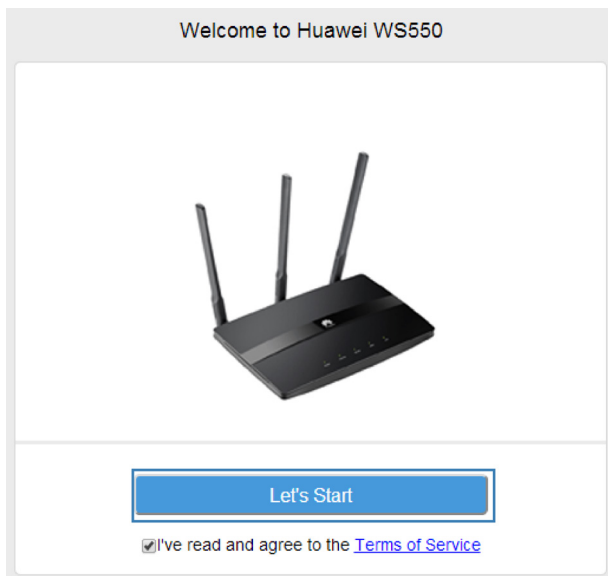 Welcome to Huawei WS550
Let's Start
I've read and agree to the Terms of Service